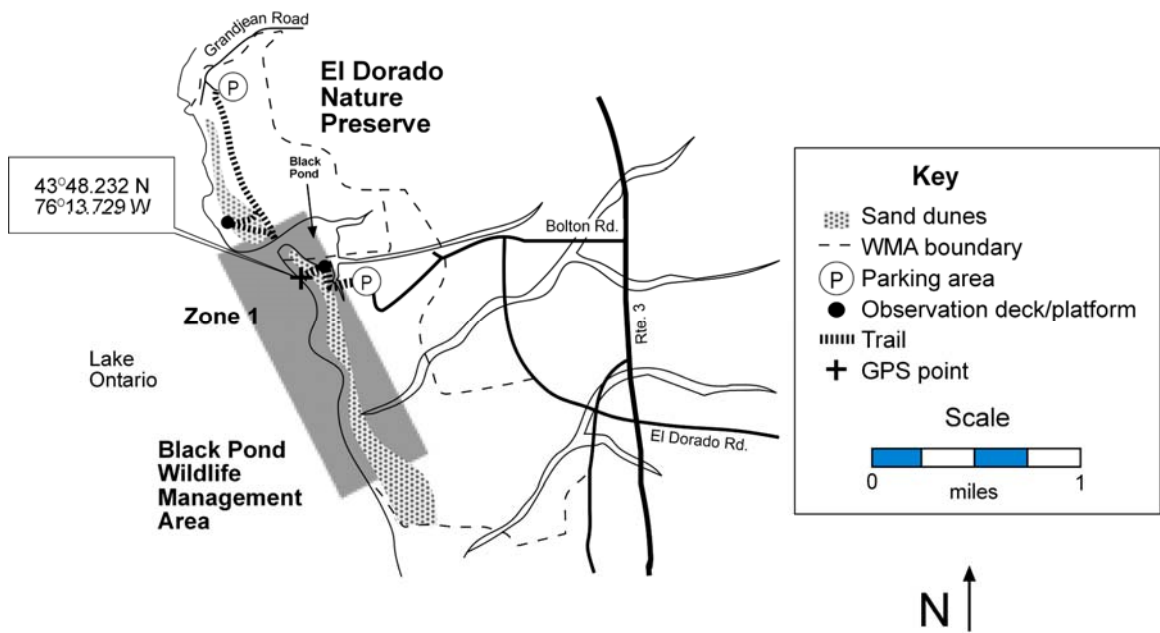 Grandjean Road
P
El Dorado
Nature
Preserve
Black
Pond
43°48.232 N
76°13.729 W
Bolton Rd.
P
Zone 1
Rte. 3
Lake
Ontario
El Dorado Rd.
Black Pond
Wildlife
Management
Area
Key
Sand dunes
WMA boundary
P Parking area
Observation deck/platform
Trail
GPS point
Scale
0 1
miles
N